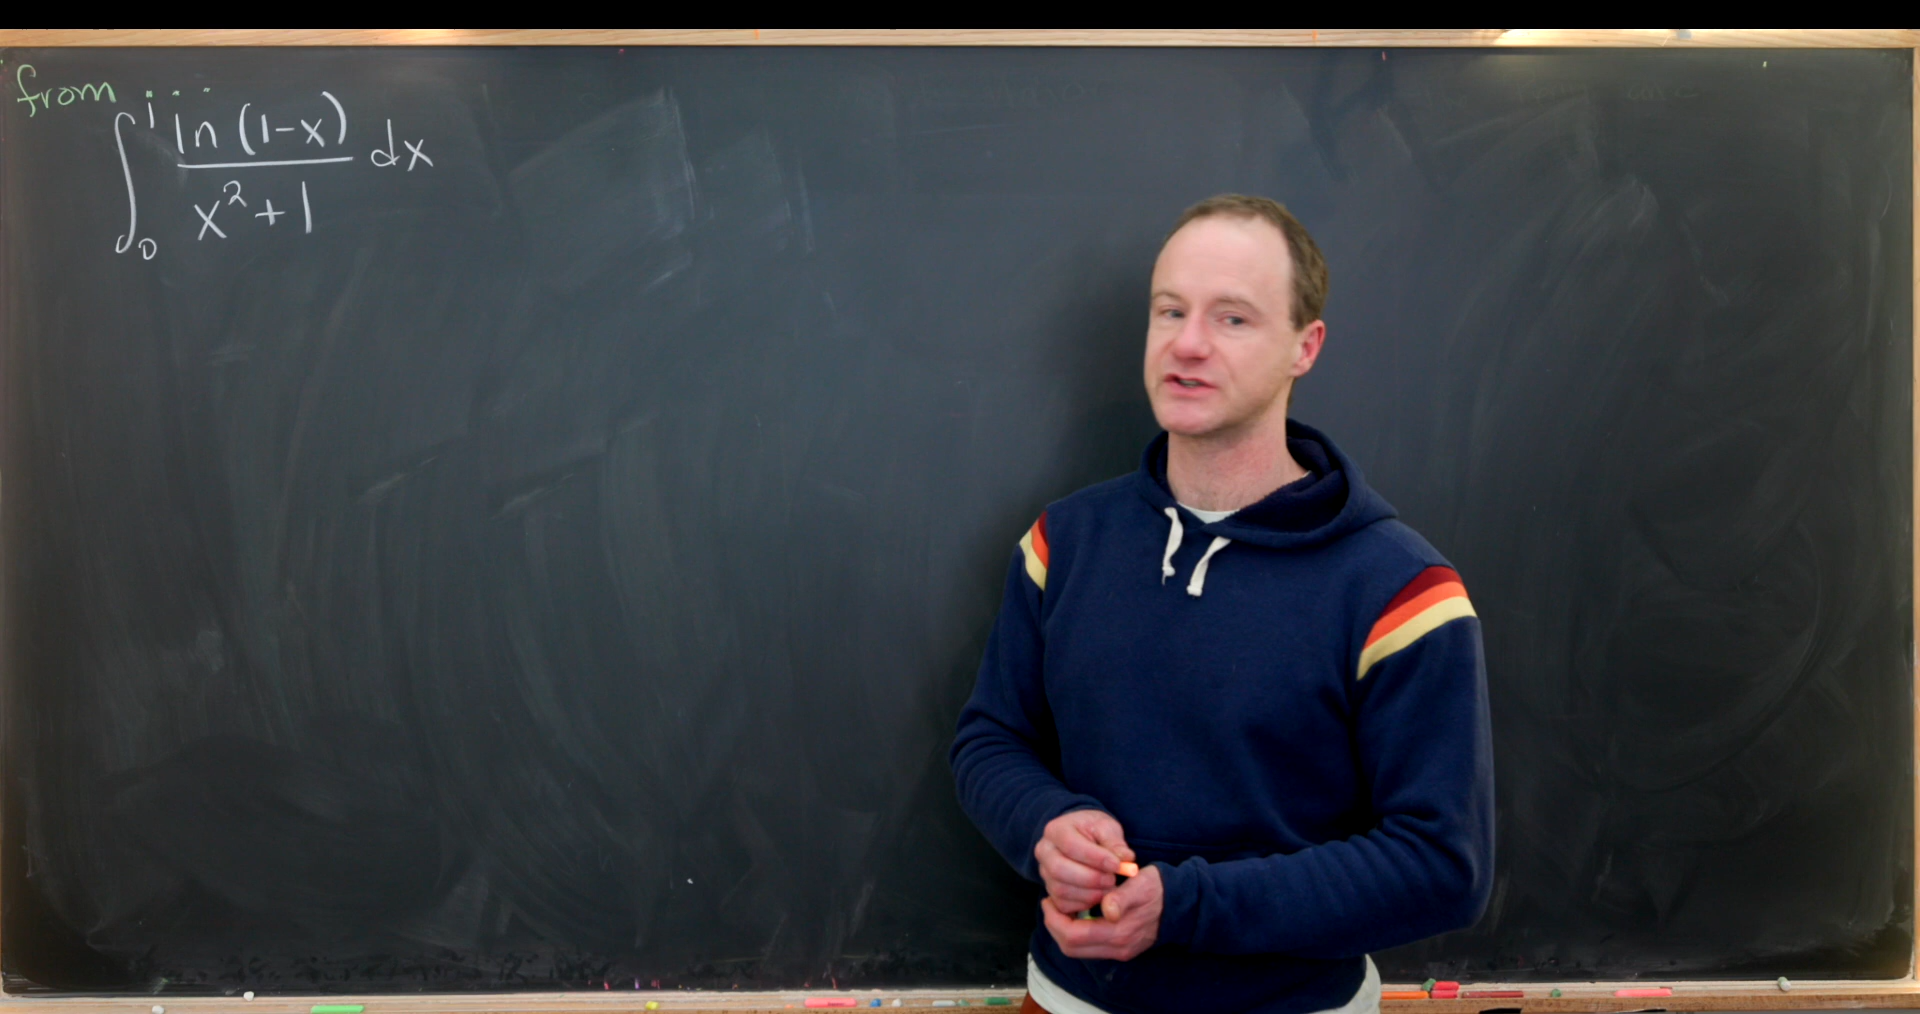 from...
∫₀¹ ln (1-x) / x²+1 dx